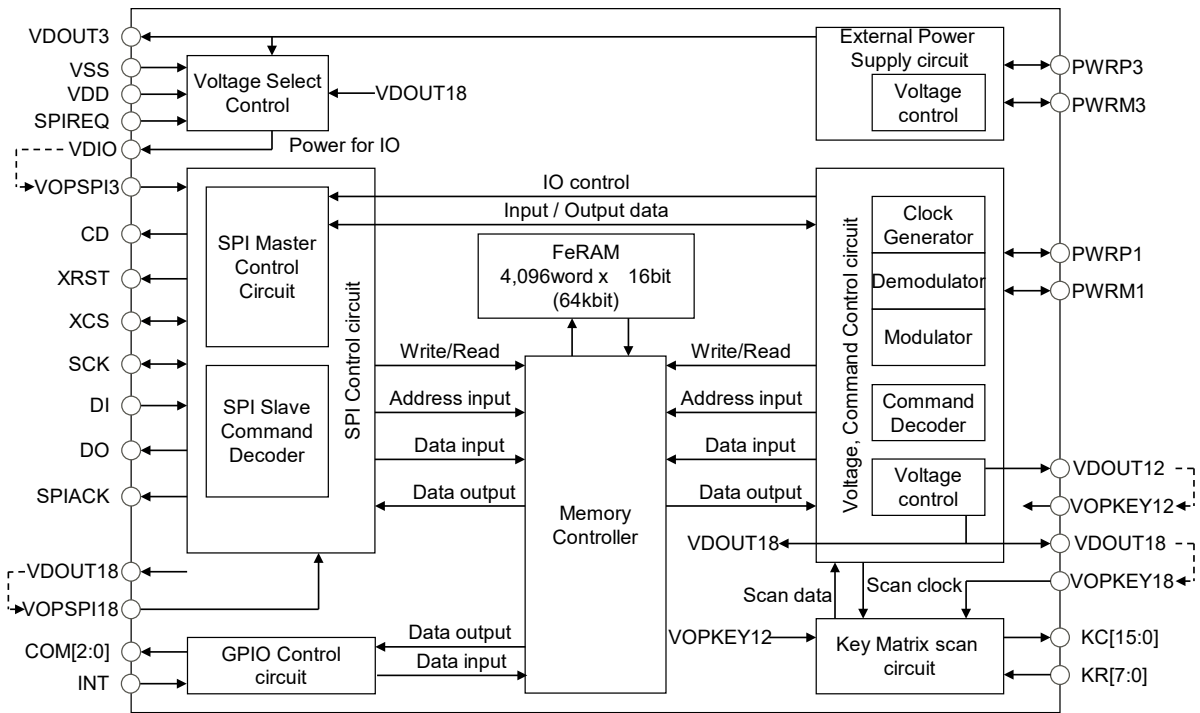 VDOUT3
VSS
VDD
SPIREQ
VDIO
VOPSPI3
CD
XRST
XCS
SCK
DI
DO
SPIACK
VDOUT18
VOPSPI18
COM[2:0]
INT
Voltage Select
Control
VDOUT18
Power for IO
External Power
Supply circuit
Voltage
control
PWRP3
PWRM3
SPI Master
Control
Circuit
SPI Slave
Command
Decoder
SPI Control circuit
IO control
Input / Output data
FeRAM
4,096word x 16bit
(64kbit)
Write/Read
Address input
Data input
Data output
Memory
Controller
Write/Read
Address input
Data input
Data output
Voltage, Command Control circuit
Clock
Generator
Demodulator
Modulator
Command
Decoder
Voltage
control
PWRP1
PWRM1
VDOUT12
VOPKEY12
VDOUT18
VDOUT18
VOPKEY18
Scan data
Scan clock
VOPKEY12
Key Matrix scan
circuit
KC[15:0]
KR[7:0]
GPIO Control
circuit
Data output
Data input